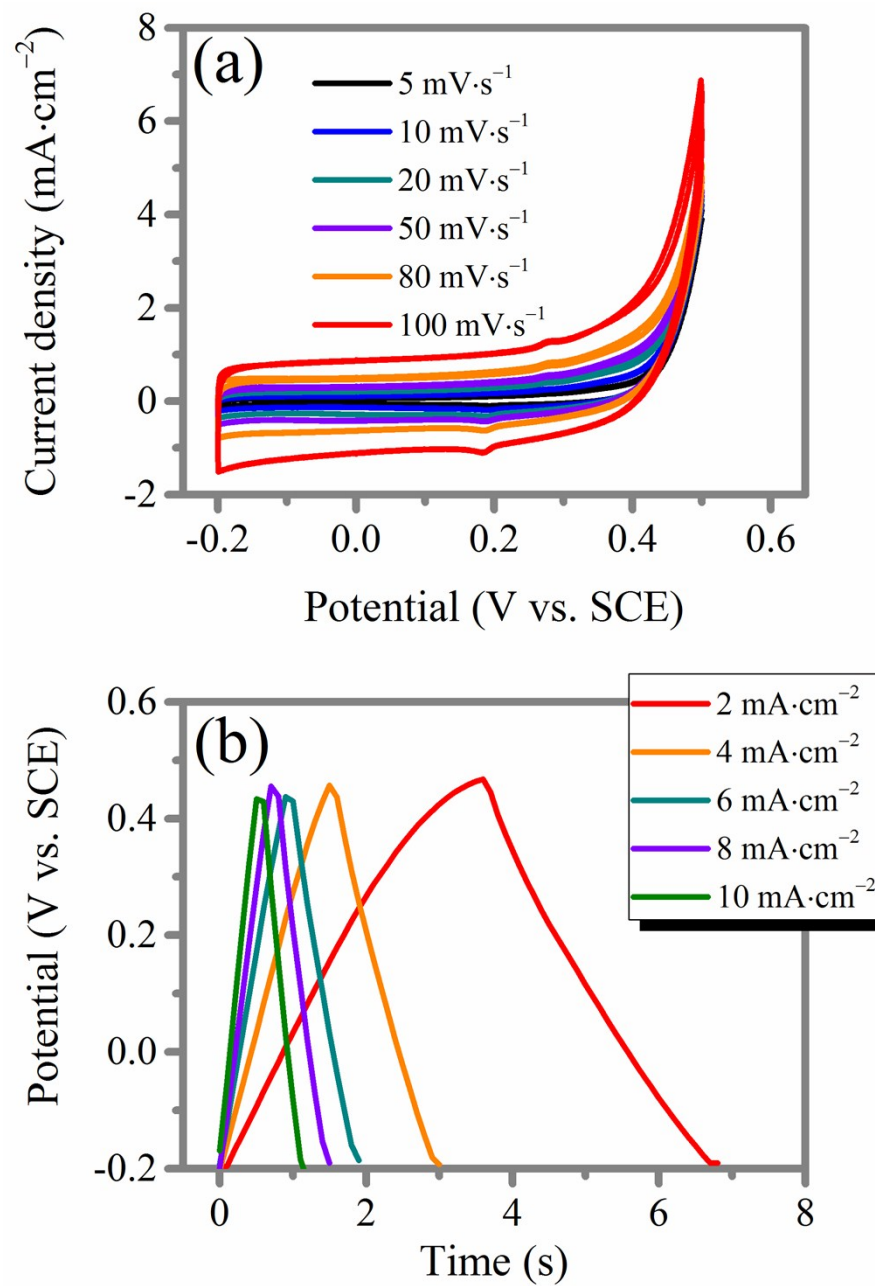 (a)
8
6
4
2
0
-2
Current density (mA·cm⁻²)
5 mV·s⁻¹
10 mV·s⁻¹
20 mV·s⁻¹
50 mV·s⁻¹
80 mV·s⁻¹
100 mV·s⁻¹
-0.2 0.0 0.2 0.4 0.6
Potential (V vs. SCE)
(b)
0.6
0.4
0.2
0.0
-0.2
Potential (V vs. SCE)
2 mA·cm⁻²
4 mA·cm⁻²
6 mA·cm⁻²
8 mA·cm⁻²
10 mA·cm⁻²
0 2 4 6 8
Time (s)